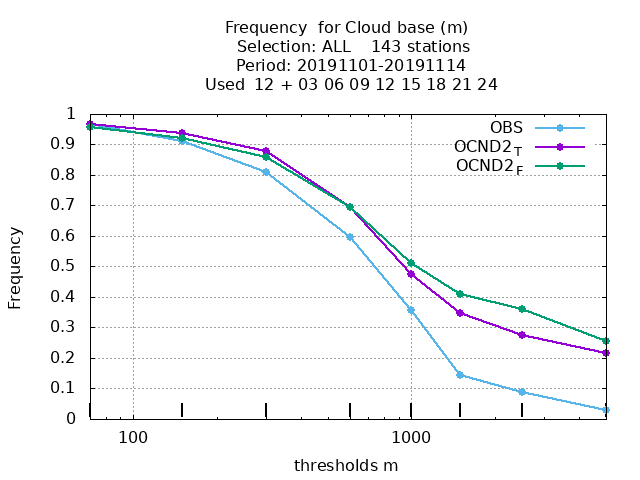 Frequency  for Cloud base (m)
Selection: ALL    143 stations
Period: 20191101-20191114
Used  12 + 03 06 09 12 15 18 21 24
OBS
OCND2_T
OCND2_F
1
0.9
0.8
0.7
0.6
0.5
0.4
0.3
0.2
0.1
0
Frequency
100 1000
thresholds m